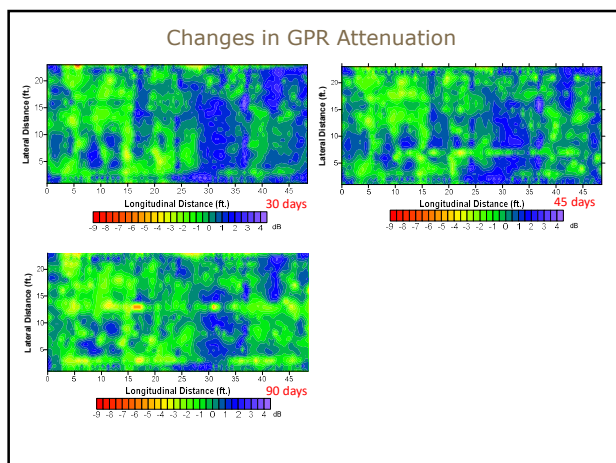 Changes in GPR Attenuation
Lateral Distance (ft.)
20
15
10
5
0 5 10 15 20 25 30 35 40 45
Longitudinal Distance (ft.)
30 days
-9 -8 -7 -6 -5 -4 -3 -2 -1 0 1 2 3 4 dB
Lateral Distance (ft.)
20
15
10
5
0 5 10 15 20 25 30 35 40 45
Longitudinal Distance (ft.)
45 days
-9 -8 -7 -6 -5 -4 -3 -2 -1 0 1 2 3 4 dB
Lateral Distance (ft.)
20
15
10
5
0 5 10 15 20 25 30 35 40 45
Longitudinal Distance (ft.)
90 days
-9 -8 -7 -6 -5 -4 -3 -2 -1 0 1 2 3 4 dB